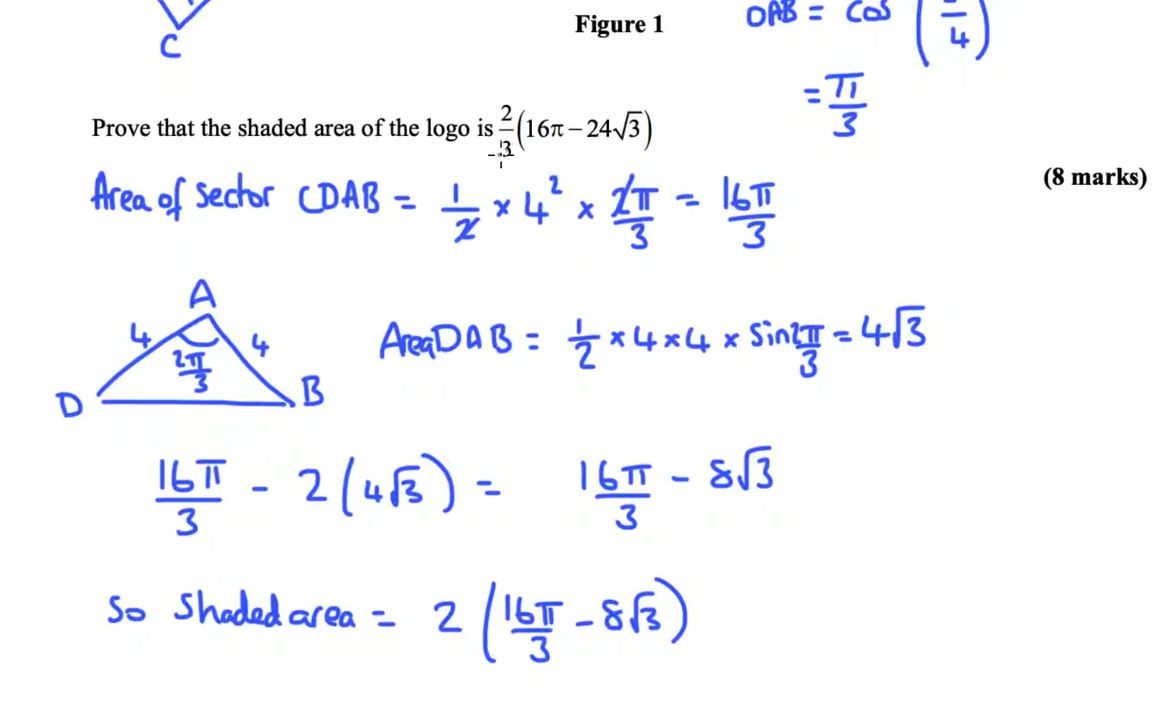 C
Figure 1
OAB = cos ( /4)
= π/3
Prove that the shaded area of the logo is 2/3(16π − 24√3)
(8 marks)
Area of sector CDAB = 1/2 × 4² × 2π/3 = 16π/3
A
4 4
2π/3
D B
Area DAB = 1/2 × 4 × 4 × sin 2π/3 = 4√3
16π/3 - 2(4√3) = 16π/3 - 8√3
So shaded area = 2(16π/3 - 8√3)